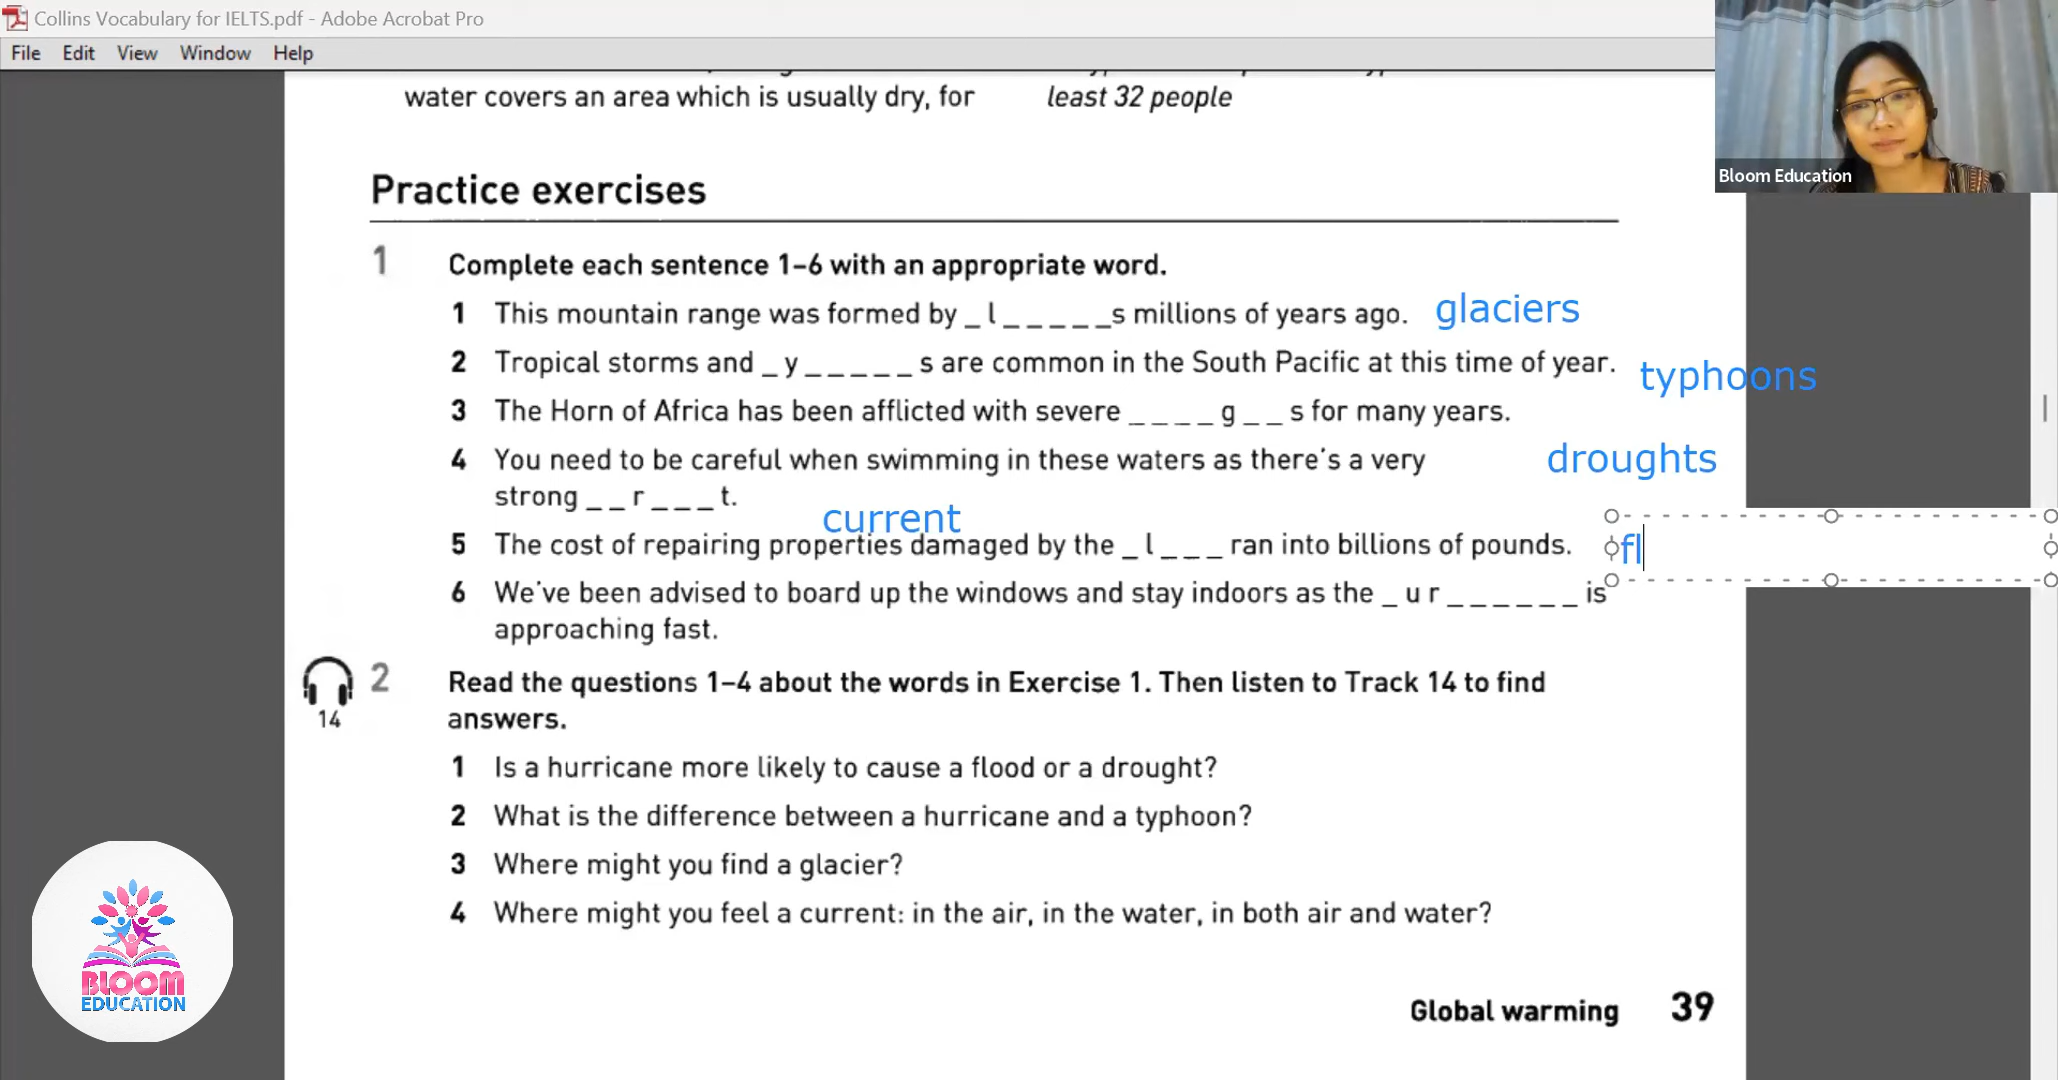 Collins Vocabulary for IELTS.pdf - Adobe Acrobat Pro
File Edit View Window Help
water covers an area which is usually dry, for least 32 people
Bloom Education
Practice exercises
1 Complete each sentence 1–6 with an appropriate word.
1 This mountain range was formed by _ l _ _ _ _ _s millions of years ago. glaciers
2 Tropical storms and _ y _ _ _ _ _ s are common in the South Pacific at this time of year. typhoons
3 The Horn of Africa has been afflicted with severe _ _ _ _ g _ _ s for many years.
4 You need to be careful when swimming in these waters as there's a very droughts
strong _ _ r _ _ _ t.
current
5 The cost of repairing properties damaged by the _ l _ _ _ ran into billions of pounds. fl
6 We've been advised to board up the windows and stay indoors as the _ u r _ _ _ _ _ _ is
approaching fast.
14
2 Read the questions 1–4 about the words in Exercise 1. Then listen to Track 14 to find
answers.
1 Is a hurricane more likely to cause a flood or a drought?
2 What is the difference between a hurricane and a typhoon?
3 Where might you find a glacier?
4 Where might you feel a current: in the air, in the water, in both air and water?
BLOOM
EDUCATION
Global warming 39